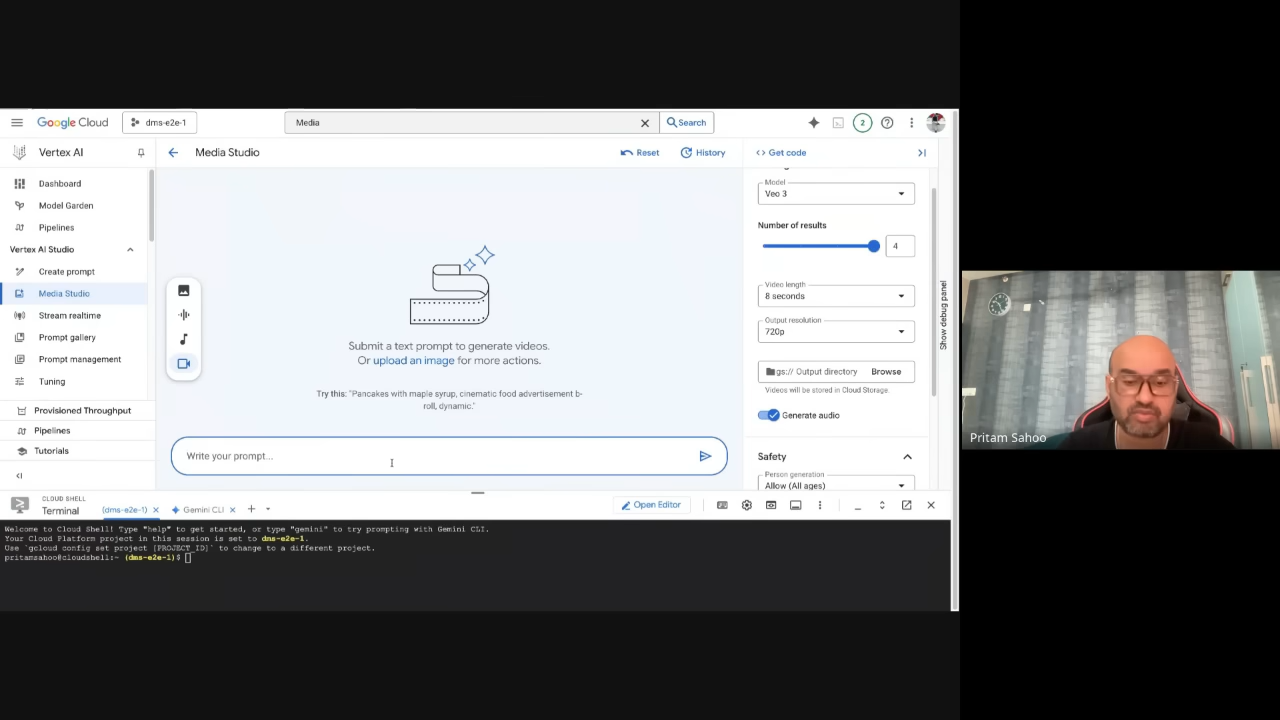 Google Cloud
dms-e2e-1
Media
Search
2
Vertex AI
Media Studio
Reset
History
Get code
Dashboard
Model Garden
Pipelines
Vertex AI Studio
Create prompt
Media Studio
Stream realtime
Prompt gallery
Prompt management
Tuning
Provisioned Throughput
Pipelines
Tutorials
Submit a text prompt to generate videos.
Or upload an image for more actions.
Try this: "Pancakes with maple syrup, cinematic food advertisement b-
roll, dynamic."
Write your prompt...
Model
Veo 3
Number of results
4
Video length
8 seconds
Output resolution
720p
gs:// Output directory
Browse
Videos will be stored in Cloud Storage.
Generate audio
Safety
Person generation
Allow (All ages)
Show debug panel
CLOUD SHELL
Terminal
(dms-e2e-1)
Gemini CLI
Open Editor
Welcome to Cloud Shell! Type "help" to get started, or type "gemini" to try prompting with Gemini CLI.
Your Cloud Platform project in this session is set to dms-e2e-1.
Use `gcloud config set project [PROJECT_ID]` to change to a different project.
pritamsahoo@cloudshell:~ (dms-e2e-1)$
Pritam Sahoo